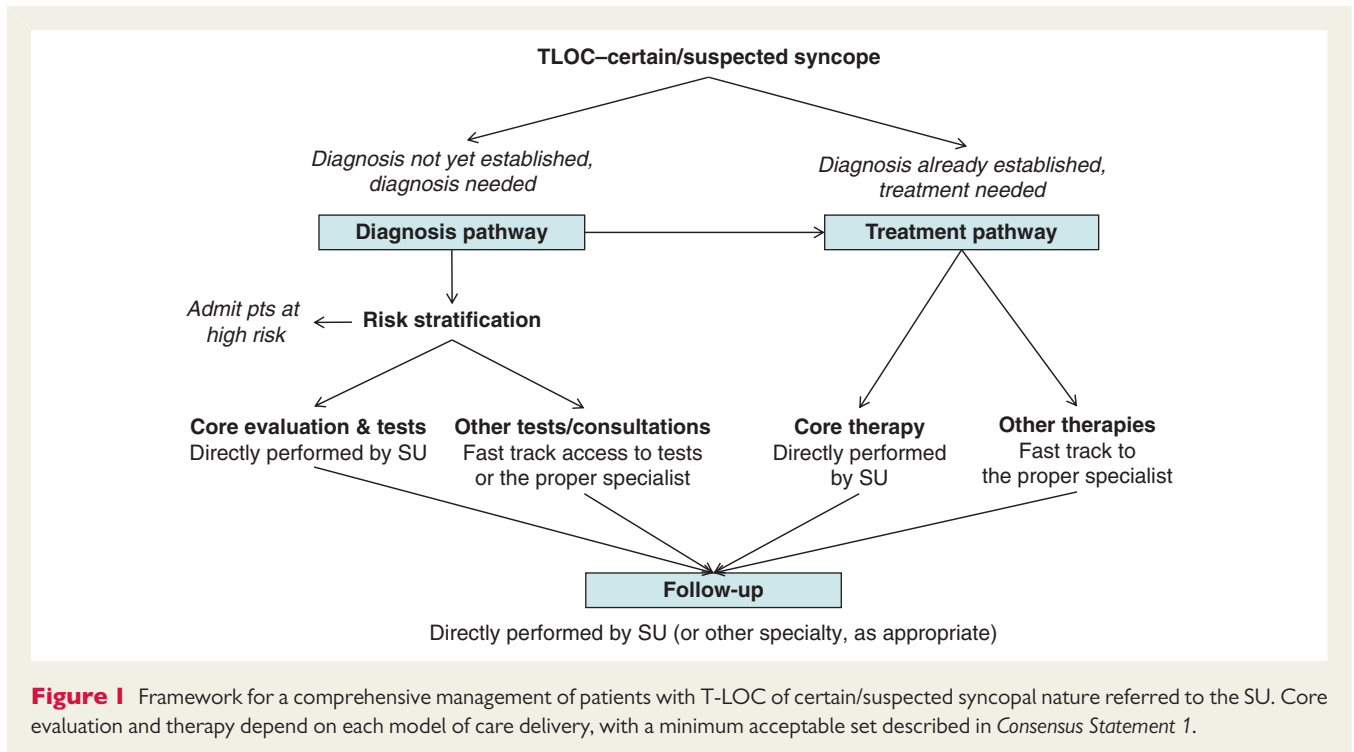 TLOC–certain/suspected syncope
Diagnosis not yet established,
diagnosis needed
Diagnosis already established,
treatment needed
Diagnosis pathway
Treatment pathway
Admit pts at
high risk
Risk stratification
Core evaluation & tests
Directly performed by SU
Other tests/consultations
Fast track access to tests
or the proper specialist
Core therapy
Directly performed
by SU
Other therapies
Fast track to
the proper specialist
Follow-up
Directly performed by SU (or other specialty, as appropriate)
Figure 1 Framework for a comprehensive management of patients with T-LOC of certain/suspected syncopal nature referred to the SU. Core
evaluation and therapy depend on each model of care delivery, with a minimum acceptable set described in Consensus Statement 1.